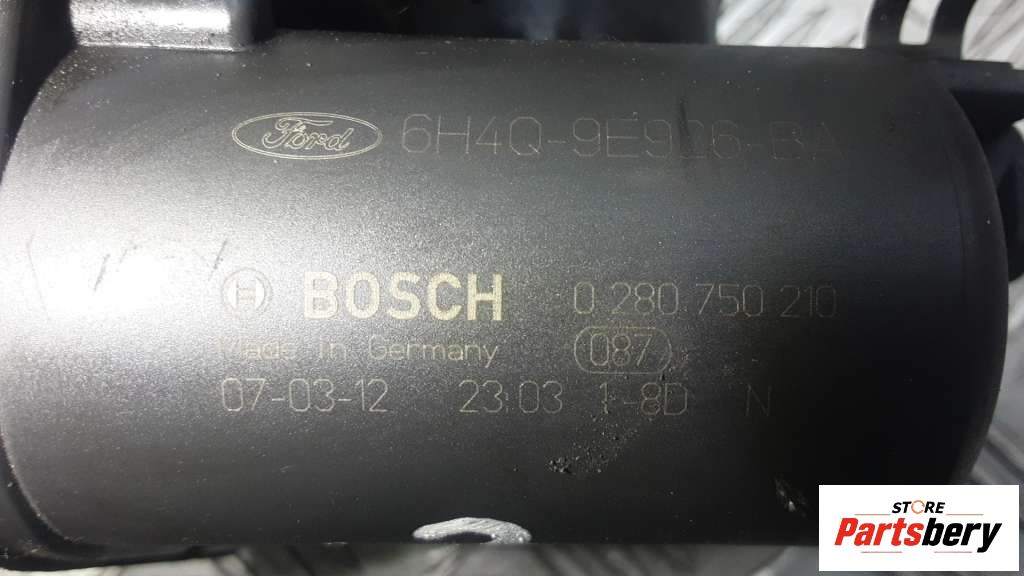 Ford 6H4Q-9E926-BA
H BOSCH 0 280 750 210
Made in Germany 087
07-03-12 23:03 1-8D N
STORE
Partsbery